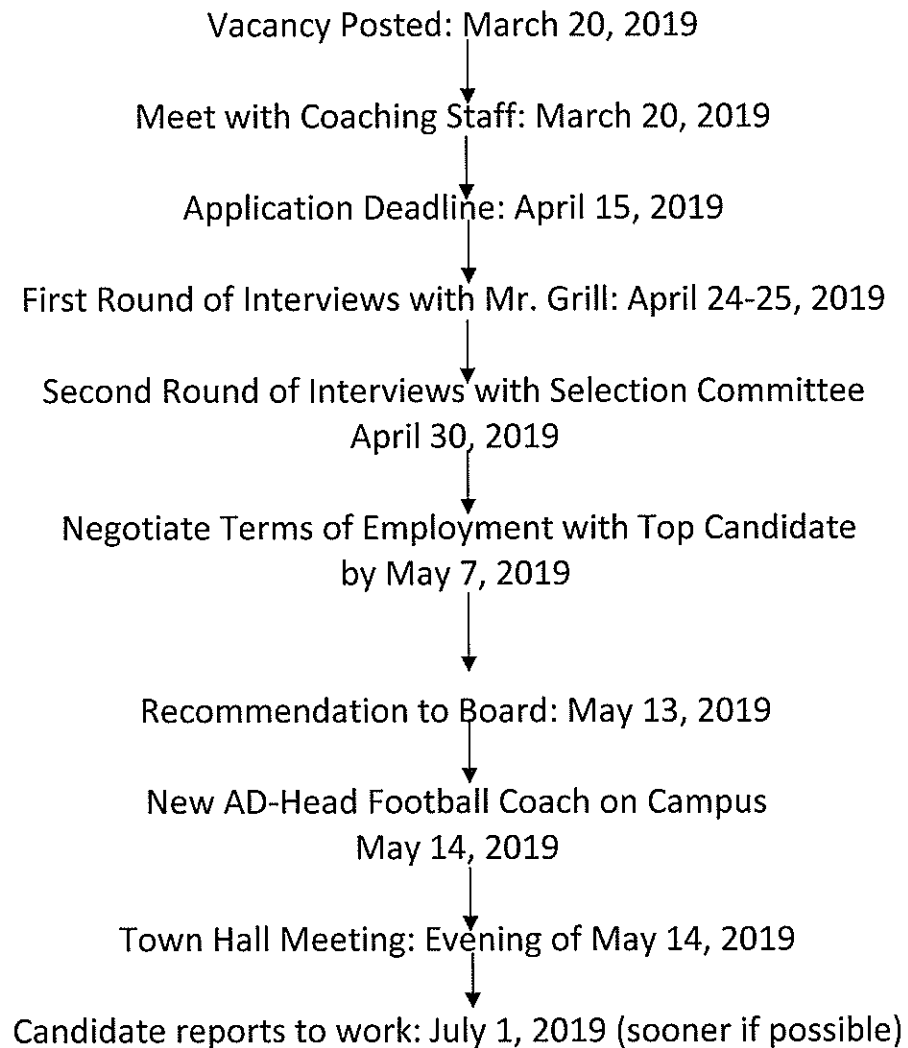 Vacancy Posted: March 20, 2019
Meet with Coaching Staff: March 20, 2019
Application Deadline: April 15, 2019
First Round of Interviews with Mr. Grill: April 24-25, 2019
Second Round of Interviews with Selection Committee
April 30, 2019
Negotiate Terms of Employment with Top Candidate
by May 7, 2019
Recommendation to Board: May 13, 2019
New AD-Head Football Coach on Campus
May 14, 2019
Town Hall Meeting: Evening of May 14, 2019
Candidate reports to work: July 1, 2019 (sooner if possible)